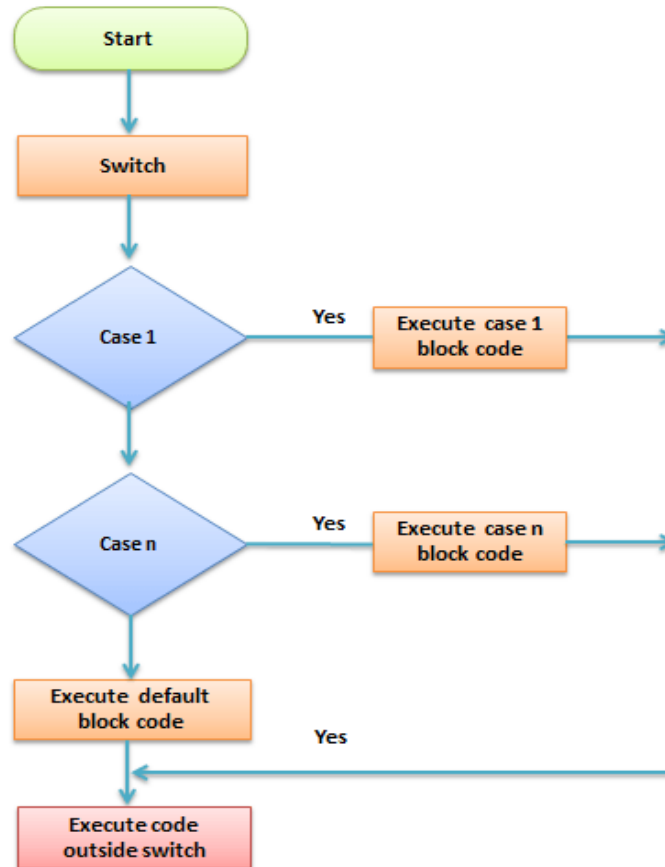 Start
Switch
Case 1
Yes
Execute case 1
block code
Case n
Yes
Execute case n
block code
Execute default
block code
Yes
Execute code
outside switch